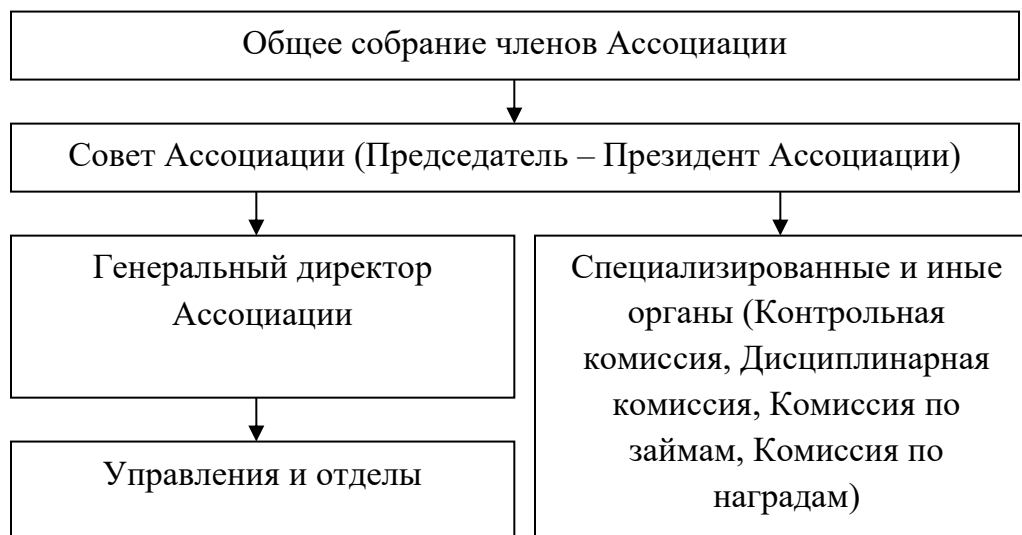 Общее собрание членов Ассоциации
Совет Ассоциации (Председатель – Президент Ассоциации)
Генеральный директор
Ассоциации
Управления и отделы
Специализированные и иные
органы (Контрольная
комиссия, Дисциплинарная
комиссия, Комиссия по
займам, Комиссия по
наградам)